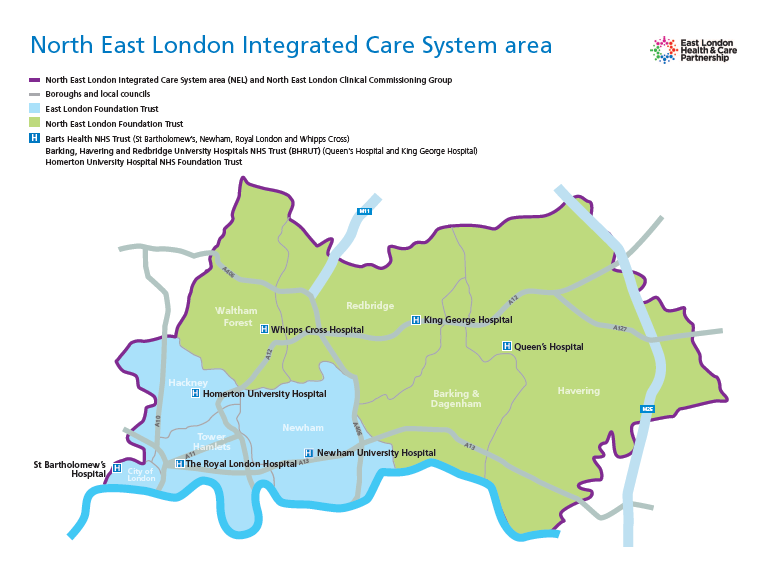 North East London Integrated Care System area
East London
Health & Care
Partnership
North East London Integrated Care System area (NEL) and North East London Clinical Commissioning Group
Boroughs and local councils
East London Foundation Trust
North East London Foundation Trust
H Barts Health NHS Trust (St Bartholomew's, Newham, Royal London and Whipps Cross)
Barking, Havering and Redbridge University Hospitals NHS Trust (BHRUT) (Queen's Hospital and King George Hospital)
Homerton University Hospital NHS Foundation Trust
M11
A406
Redbridge
A12
Waltham
Forest
H King George Hospital
H Whipps Cross Hospital
A127
H Queen's Hospital
A12
Hackney
H Homerton University Hospital
Barking &
Dagenham
Havering
M25
A10
Newham
A406
Tower
Hamlets
A13
H Newham University Hospital
A11
St Bartholomew's
Hospital
H
H The Royal London Hospital
A13
City of
London